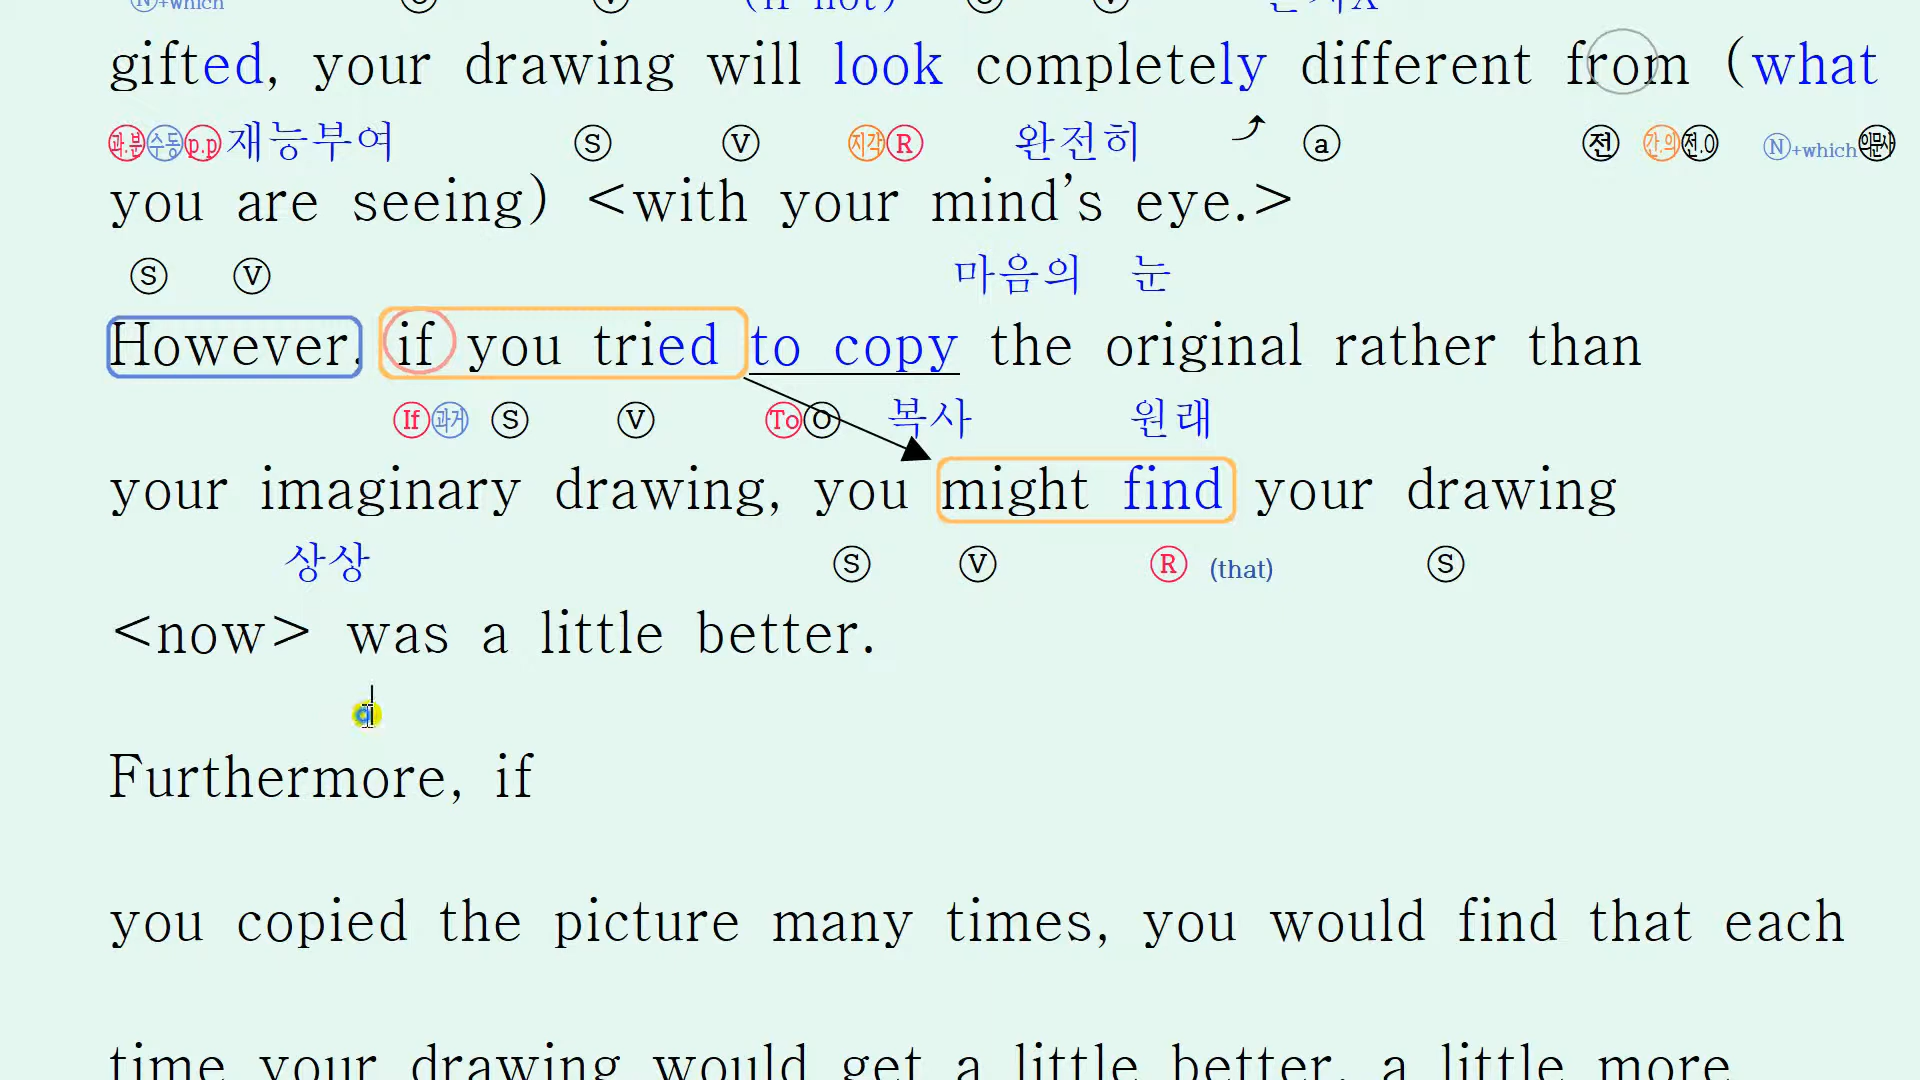 N+which S V (if not) S V
gifted, your drawing will look completely different from (what
과.분 수동 p.p 재능부여 S V 지각 R 완전히 a 전 간.의 전.O N+which 의문사
you are seeing) <with your mind's eye.>
S V 마음의 눈
However, if you tried to copy the original rather than
If 과거 S V To O 복사 원래
your imaginary drawing, you might find your drawing
상상 S V R (that) S
<now> was a little better.
Furthermore, if
you copied the picture many times, you would find that each
time your drawing would get a little better, a little more